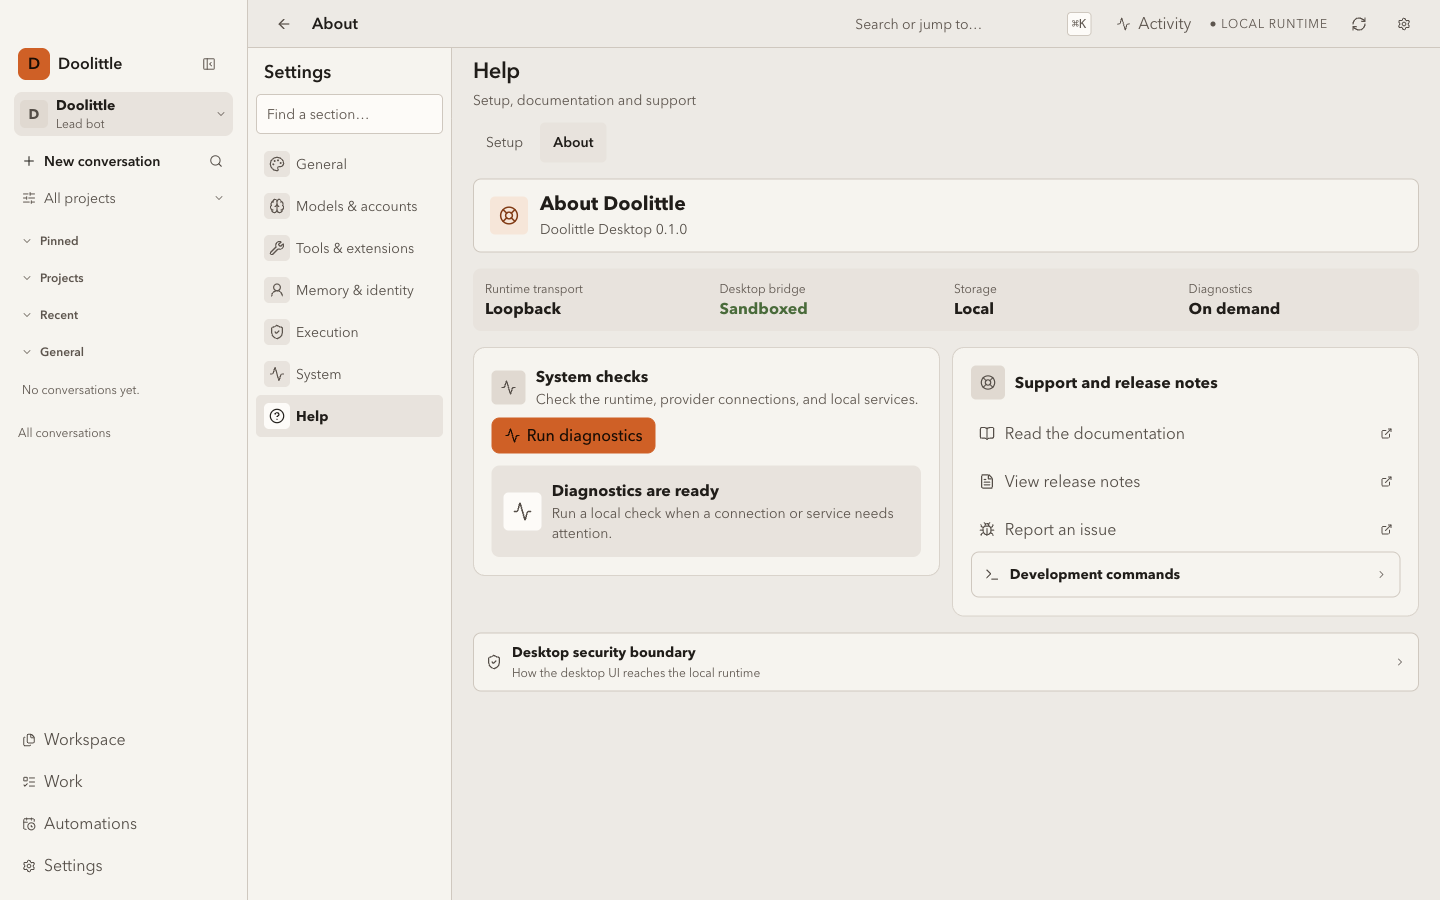 D Doolittle
D Doolittle
Lead bot
New conversation
All projects
Pinned
Projects
Recent
General
No conversations yet.
All conversations
Workspace
Work
Automations
Settings
About
Search or jump to…
⌘K
Activity
LOCAL RUNTIME
Settings
Find a section…
General
Models & accounts
Tools & extensions
Memory & identity
Execution
System
Help
Help
Setup, documentation and support
Setup About
About Doolittle
Doolittle Desktop 0.1.0
Runtime transport
Loopback
Desktop bridge
Sandboxed
Storage
Local
Diagnostics
On demand
System checks
Check the runtime, provider connections, and local services.
Run diagnostics
Diagnostics are ready
Run a local check when a connection or service needs
attention.
Support and release notes
Read the documentation
View release notes
Report an issue
Development commands
Desktop security boundary
How the desktop UI reaches the local runtime